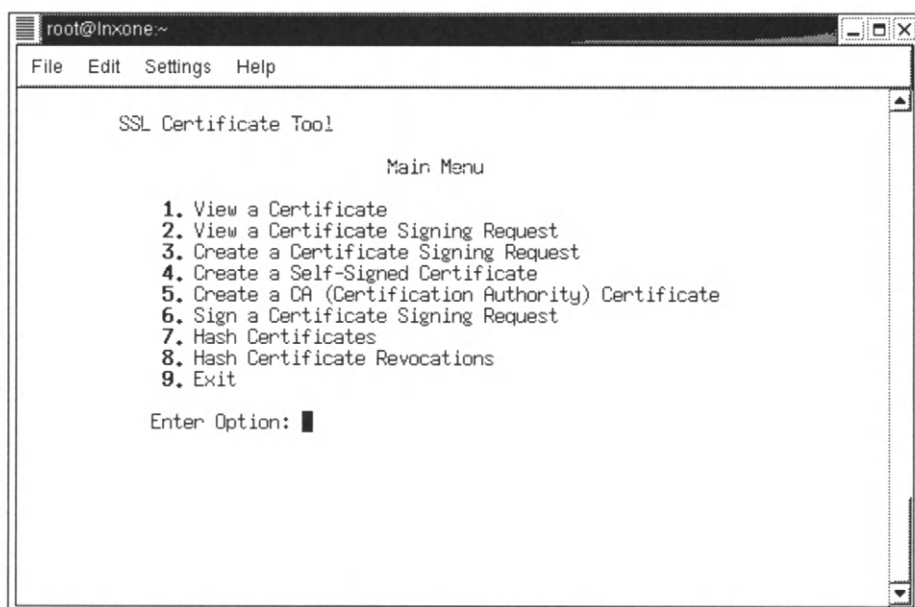 root@lnxone:~
File Edit Settings Help
SSL Certificate Tool
Main Menu
1. View a Certificate
2. View a Certificate Signing Request
3. Create a Certificate Signing Request
4. Create a Self-Signed Certificate
5. Create a CA (Certification Authority) Certificate
6. Sign a Certificate Signing Request
7. Hash Certificates
8. Hash Certificate Revocations
9. Exit
Enter Option: